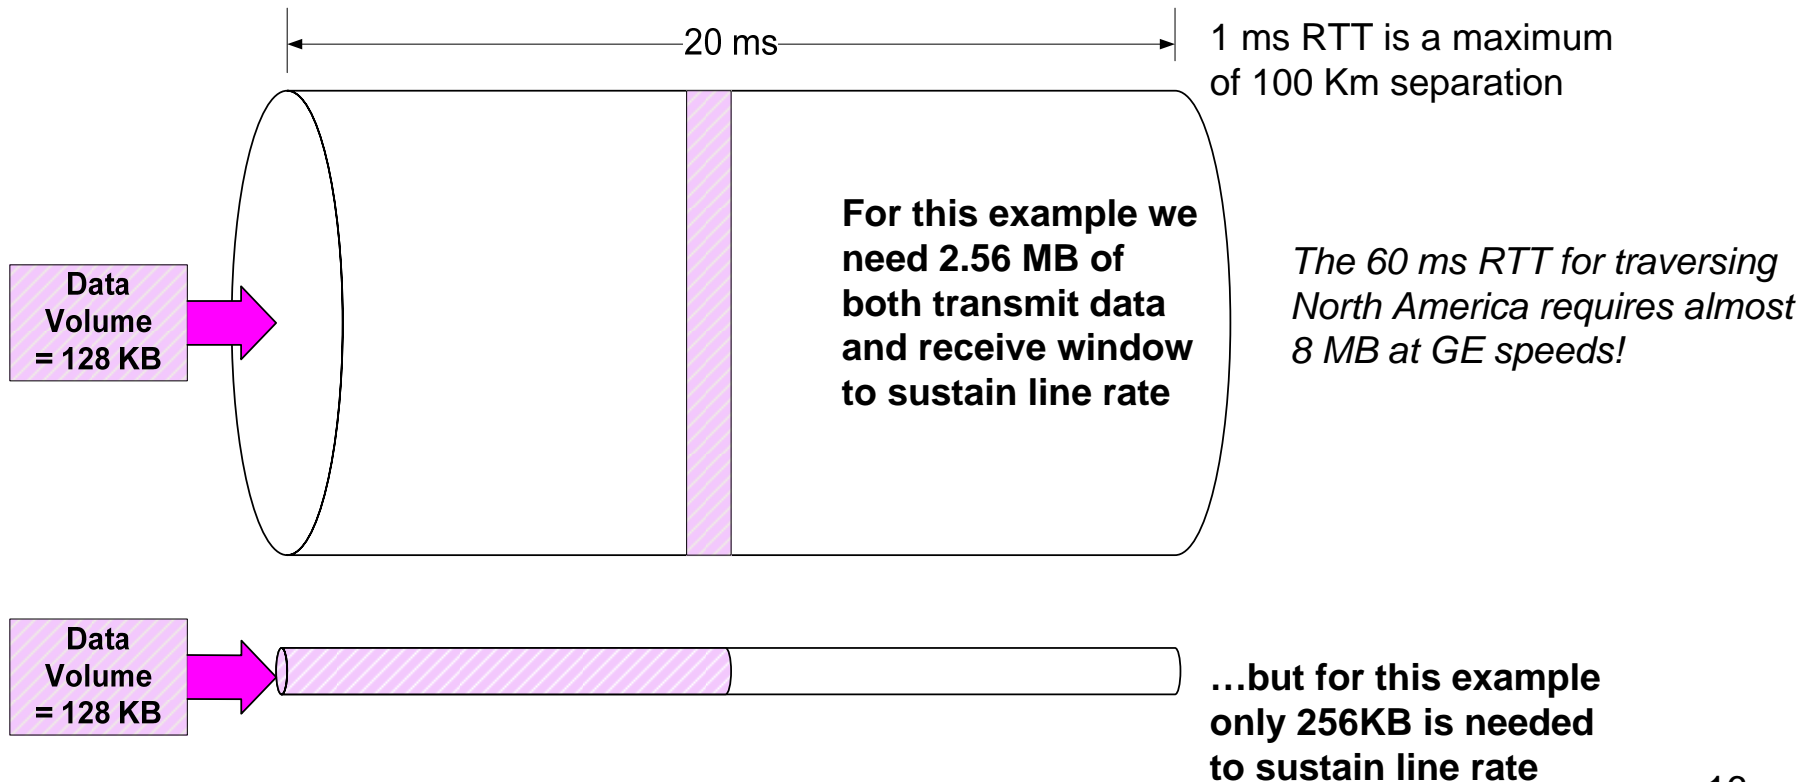 20 ms
1 ms RTT is a maximum
of 100 Km separation
For this example we
need 2.56 MB of
both transmit data
and receive window
to sustain line rate
The 60 ms RTT for traversing
North America requires almost
8 MB at GE speeds!
Data
Volume
= 128 KB
Data
Volume
= 128 KB
…but for this example
only 256KB is needed
to sustain line rate